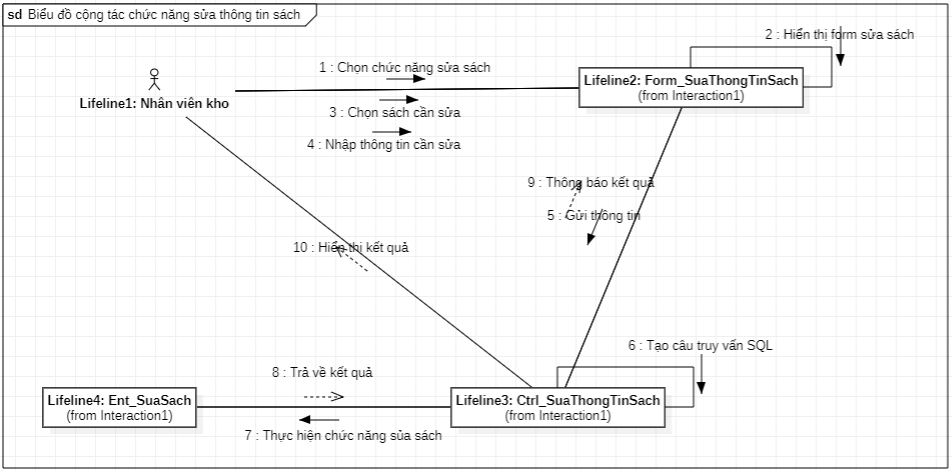 sd Biểu đồ cộng tác chức năng sửa thông tin sách
2 : Hiển thị form sửa sách
1 : Chọn chức năng sửa sách
Lifeline1: Nhân viên kho
Lifeline2: Form_SuaThongTinSach
(from Interaction1)
3 : Chọn sách cần sửa
4 : Nhập thông tin cần sửa
9 : Thông báo kết quả
5 : Gửi thông tin
10 : Hiển thị kết quả
6 : Tạo câu truy vấn SQL
8 : Trả về kết quả
Lifeline4: Ent_SuaSach
(from Interaction1)
Lifeline3: Ctrl_SuaThongTinSach
(from Interaction1)
7 : Thực hiện chức năng sủa sách